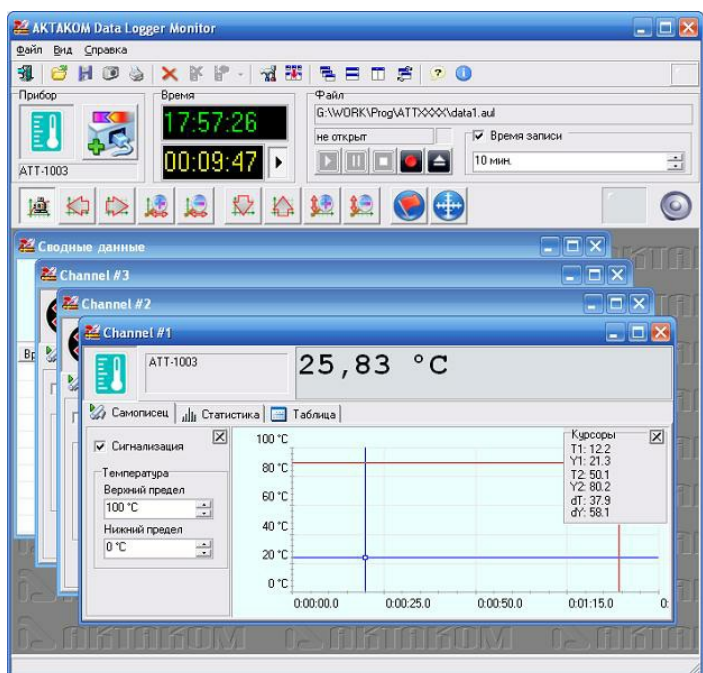 AKTAKOM Data Logger Monitor
Файл Вид Справка
Прибор
ATT-1003
Время
17:57:26
00:09:47
Файл
G:\WORK\Prog\ATTXXX\data1.aul
не открыт
Время записи
10 мин.
Сводные данные
Channel #3
Channel #2
Channel #1
ATT-1003
25,83 °C
Самописец Статистика Таблица
Сигнализация
Температура
Верхний предел
100 °C
Нижний предел
0 °C
100 °C
80 °C
60 °C
40 °C
20 °C
0 °C
0:00:00.0 0:00:25.0 0:00:50.0 0:01:15.0 0:
Курсоры
T1: 12.2
Y1: 21.3
T2: 50.1
Y2: 80.2
dT: 37.9
dY: 58.1
AKTAKOM